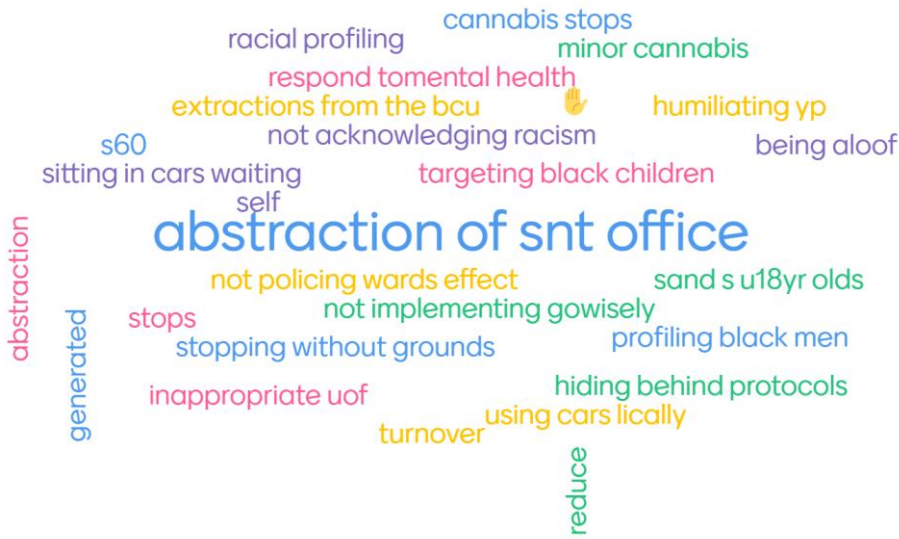 cannabis stops
racial profiling
minor cannabis
respond tomental health
extractions from the bcu
humiliating yp
not acknowledging racism
s60
being aloof
sitting in cars waiting
targeting black children
self
abstraction of snt office
abstraction
not policing wards effect
sand s u18yr olds
not implementing gowisely
generated
stops
profiling black men
stopping without grounds
inappropriate uof
hiding behind protocols
using cars lically
turnover
reduce